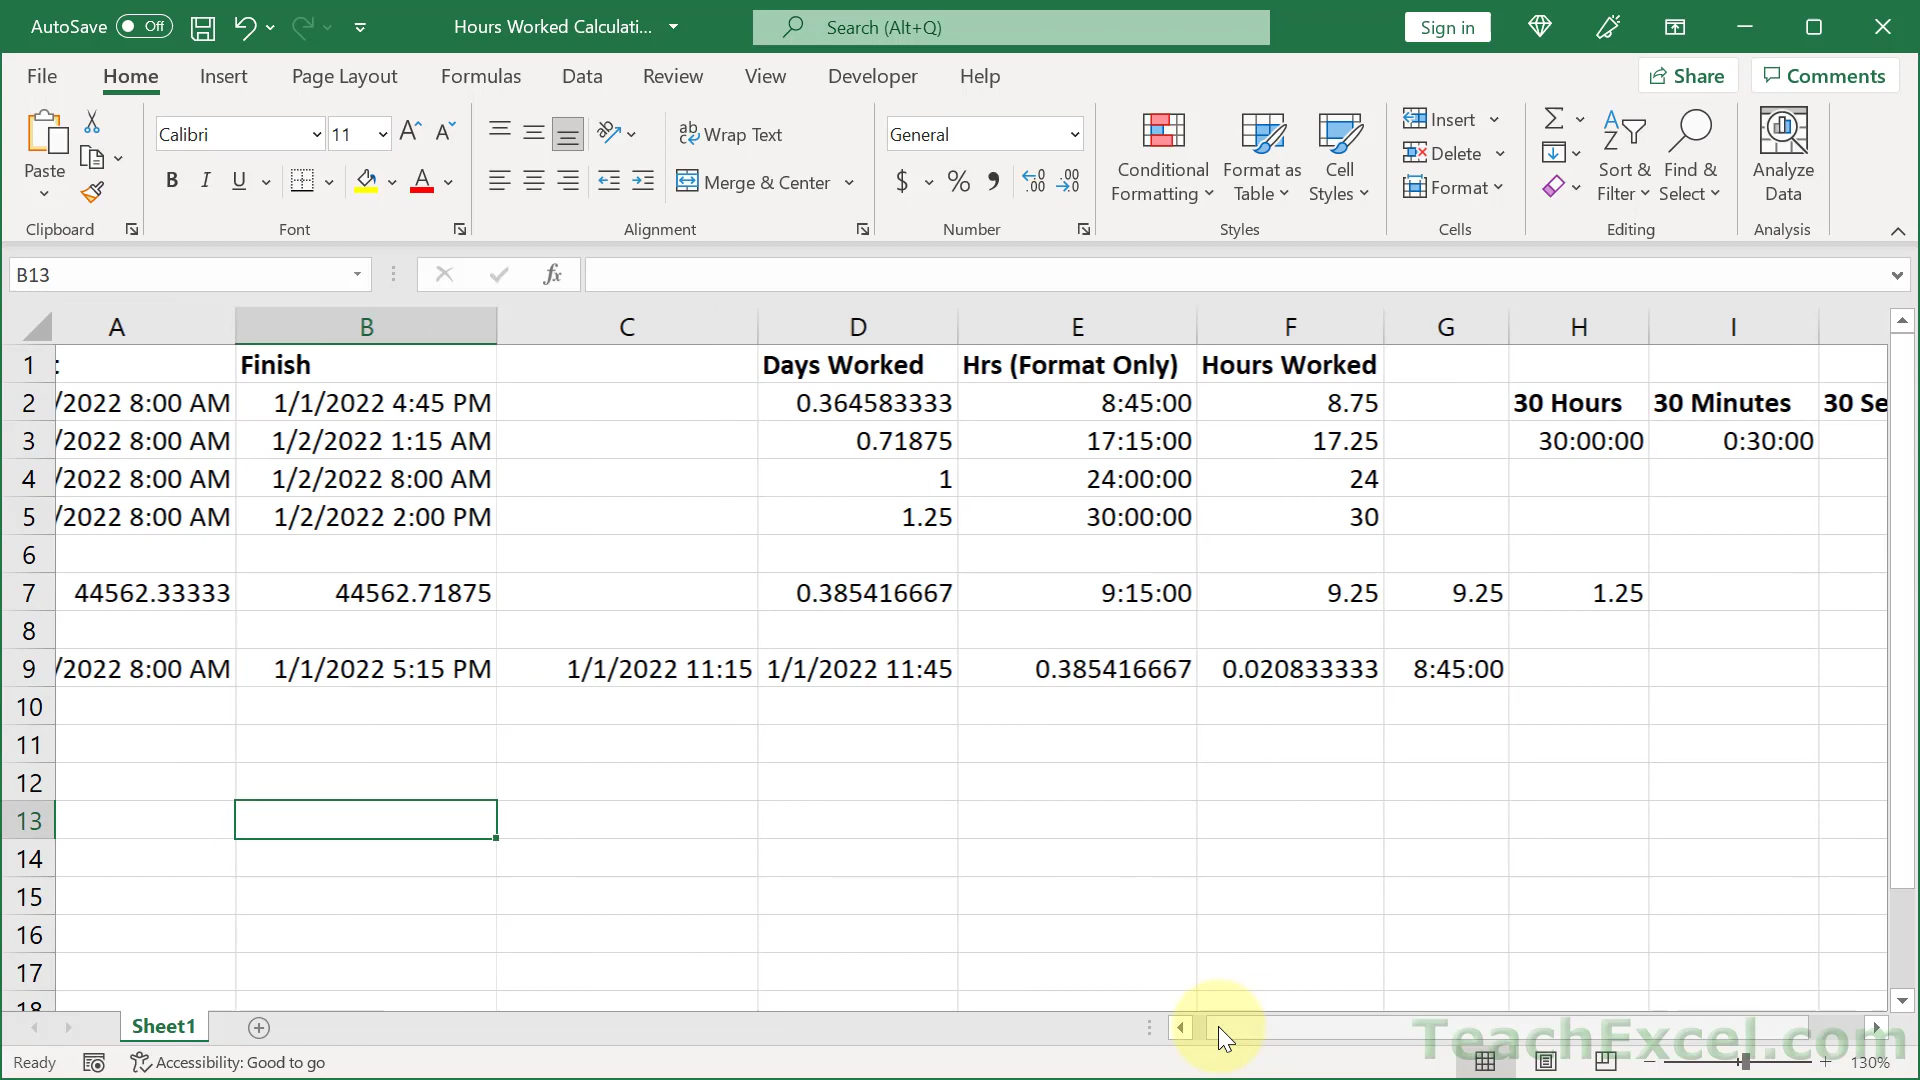 AutoSave Off Hours Worked Calculati... Search (Alt+Q) Sign in
File Home Insert Page Layout Formulas Data Review View Developer Help Share Comments
Paste Calibri 11 A A ab Wrap Text General Conditional Formatting Format as Table Cell Styles Insert Sort & Filter Find & Select Analyze Data
Delete
B I U A Merge & Center $ % 9 .00 .00 Format
Clipboard Font Alignment Number Styles Cells Editing Analysis
B13 fx
A B C D E F G H I
1 : Finish Days Worked Hrs (Format Only) Hours Worked
2 /2022 8:00 AM 1/1/2022 4:45 PM 0.364583333 8:45:00 8.75 30 Hours 30 Minutes 30 Se
3 /2022 8:00 AM 1/2/2022 1:15 AM 0.71875 17:15:00 17.25 30:00:00 0:30:00
4 /2022 8:00 AM 1/2/2022 8:00 AM 1 24:00:00 24
5 /2022 8:00 AM 1/2/2022 2:00 PM 1.25 30:00:00 30
6
7 44562.33333 44562.71875 0.385416667 9:15:00 9.25 9.25 1.25
8
9 /2022 8:00 AM 1/1/2022 5:15 PM 1/1/2022 11:15 1/1/2022 11:45 0.385416667 0.020833333 8:45:00
10
11
12
13
14
15
16
17
18
Sheet1
TeachExcel.com
Ready Accessibility: Good to go 130%